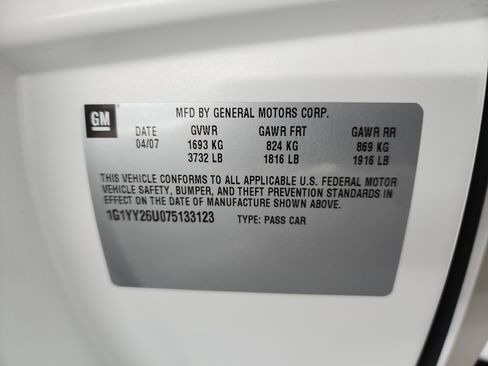 GM
MFD BY GENERAL MOTORS CORP.
DATE GVWR GAWR FRT GAWR RR
04/07 1693 KG 824 KG 869 KG
3732 LB 1816 LB 1916 LB
THIS VEHICLE CONFORMS TO ALL APPLICABLE U.S. FEDERAL MOTOR
VEHICLE SAFETY, BUMPER, AND THEFT PREVENTION STANDARDS IN
EFFECT ON THE DATE OF MANUFACTURE SHOWN ABOVE.
1G1YY26U075133123 TYPE: PASS CAR